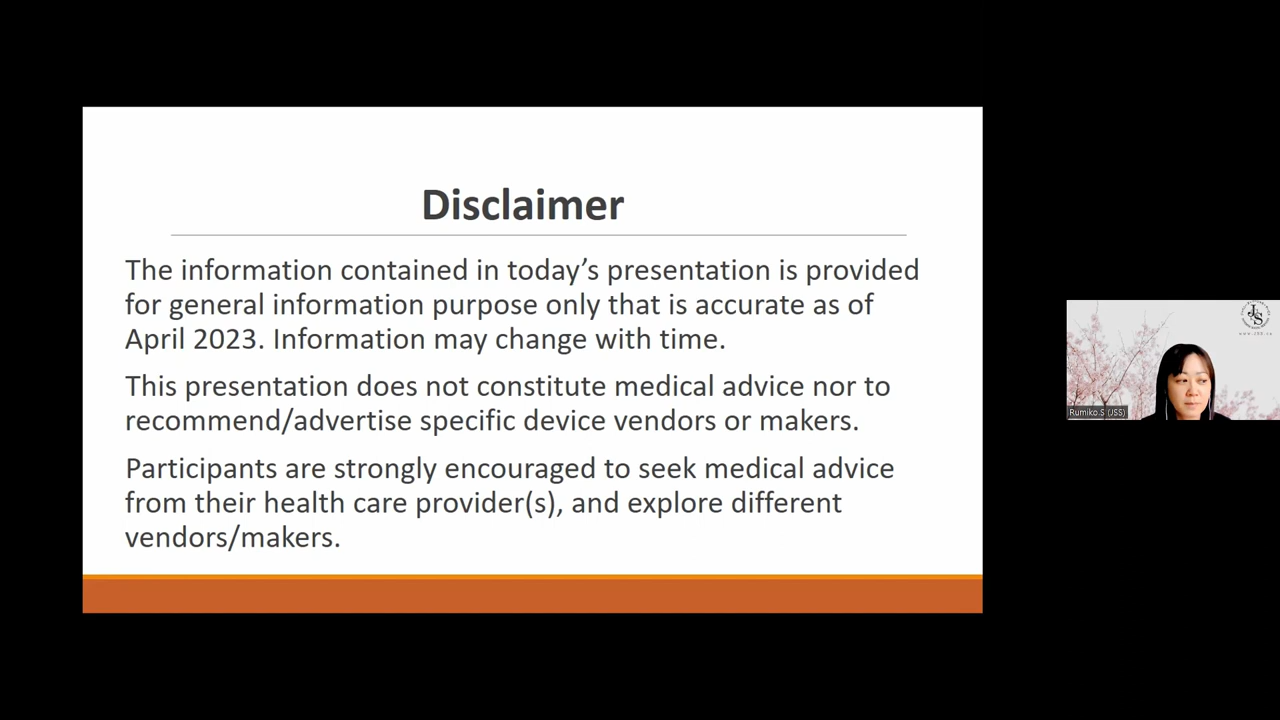 Disclaimer
The information contained in today’s presentation is provided
for general information purpose only that is accurate as of
April 2023. Information may change with time.
This presentation does not constitute medical advice nor to
recommend/advertise specific device vendors or makers.
Participants are strongly encouraged to seek medical advice
from their health care provider(s), and explore different
vendors/makers.
JSS
Rumiko.S (JSS)